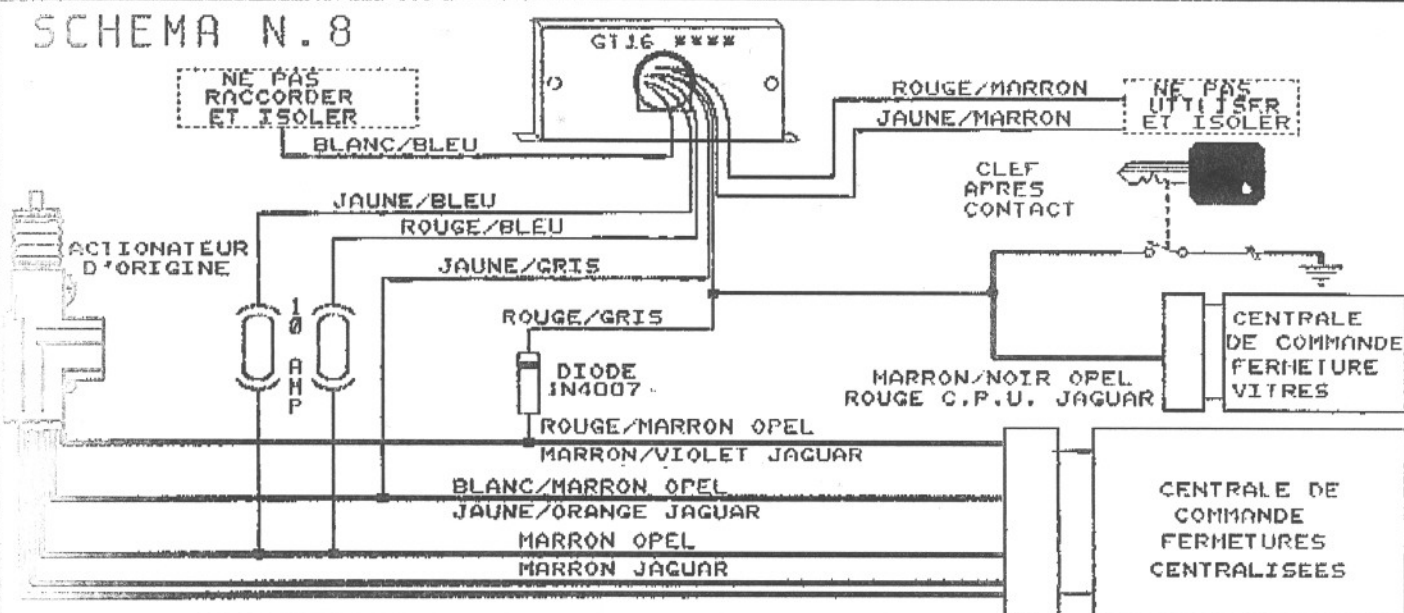 SCHEMA N.8
GT16 ****
NE PAS
RACCORDER
ET ISOLER
BLANC/BLEU
ROUGE/MARRON
JAUNE/MARRON
NE PAS
UTILISER
ET ISOLER
CLEF
APRES
CONTACT
JAUNE/BLEU
ROUGE/BLEU
JAUNE/GRIS
ROUGE/GRIS
ACTIONATEUR
D'ORIGINE
10 AMP
DIODE
1N4007
MARRON/NOIR OPEL
ROUGE C.P.U. JAGUAR
CENTRALE
DE COMMANDE
FERMETURE
VITRES
ROUGE/MARRON OPEL
MARRON/VIOLET JAGUAR
BLANC/MARRON OPEL
JAUNE/ORANGE JAGUAR
MARRON OPEL
MARRON JAGUAR
CENTRALE DE
COMMANDE
FERMETURES
CENTRALISEES